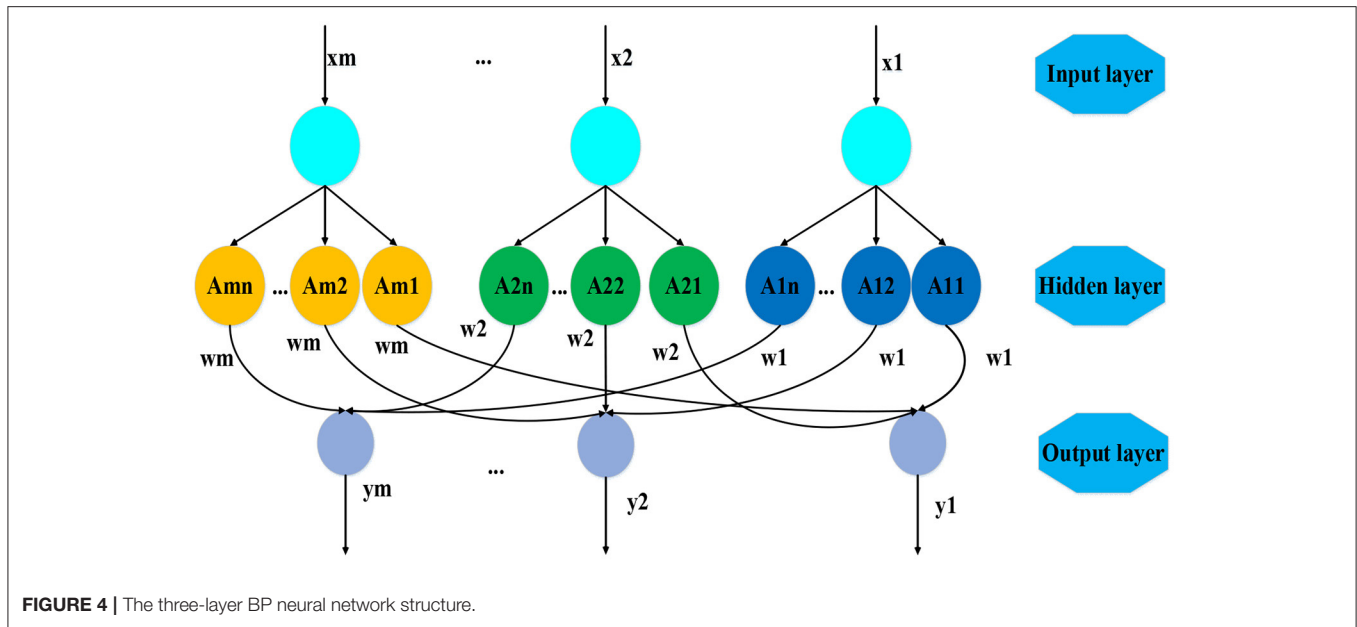 xm ... x2 x1 Input layer
Amn ... Am2 Am1 A2n ... A22 A21 A1n ... A12 A11 Hidden layer
wm wm wm w2 w2 w2 w1 w1 w1
... Output layer
ym y2 y1
FIGURE 4 | The three-layer BP neural network structure.